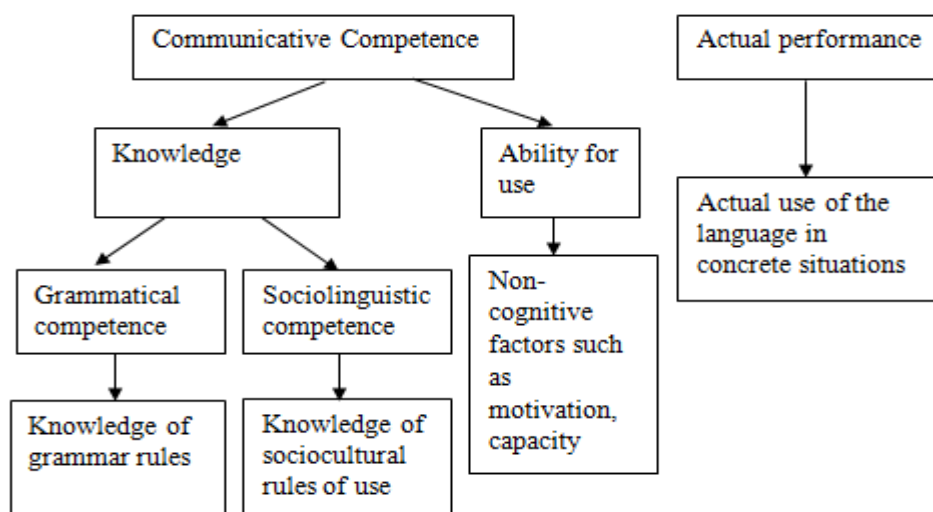 Communicative Competence
Actual performance
Knowledge
Ability for
use
Actual use of the
language in
concrete situations
Grammatical
competence
Sociolinguistic
competence
Non-
cognitive
factors such
as
motivation,
capacity
Knowledge of
grammar rules
Knowledge of
sociocultural
rules of use